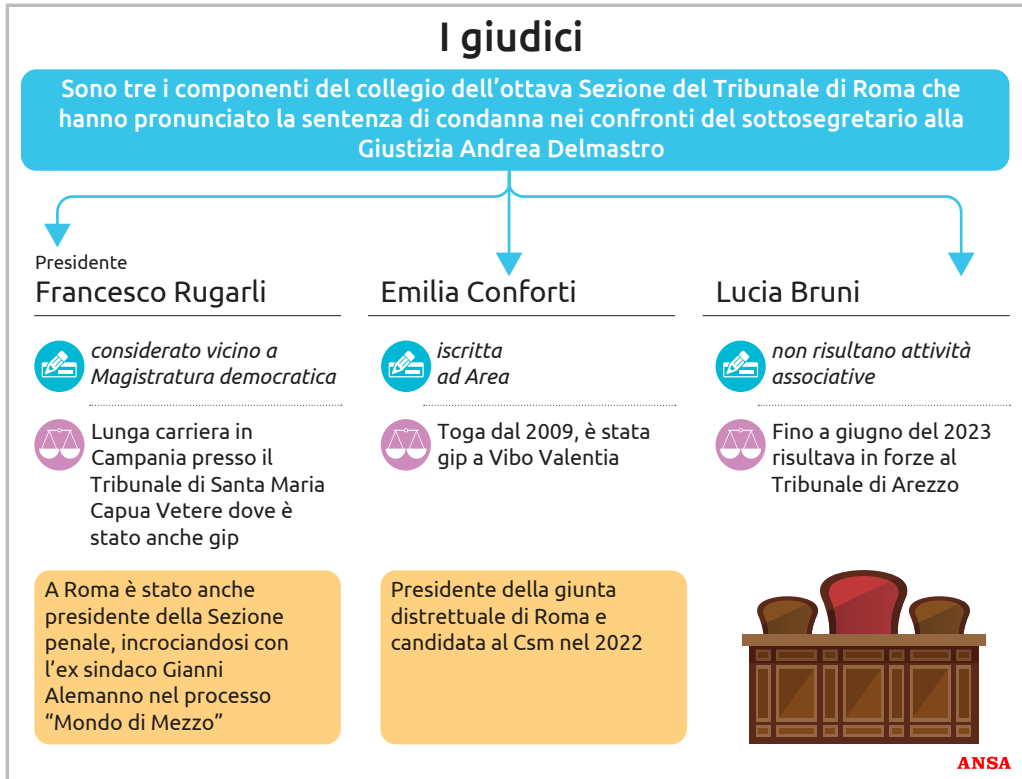 I giudici
Sono tre i componenti del collegio dell’ottava Sezione del Tribunale di Roma che
hanno pronunciato la sentenza di condanna nei confronti del sottosegretario alla
Giustizia Andrea Delmastro
Presidente
Francesco Rugarli
considerato vicino a
Magistratura democratica
Lunga carriera in
Campania presso il
Tribunale di Santa Maria
Capua Vetere dove è
stato anche gip
A Roma è stato anche
presidente della Sezione
penale, incrociandosi con
l’ex sindaco Gianni
Alemanno nel processo
“Mondo di Mezzo”
Emilia Conforti
iscritta
ad Area
Toga dal 2009, è stata
gip a Vibo Valentia
Presidente della giunta
distrettuale di Roma e
candidata al Csm nel 2022
Lucia Bruni
non risultano attività
associative
Fino a giugno del 2023
risultava in forze al
Tribunale di Arezzo
ANSA